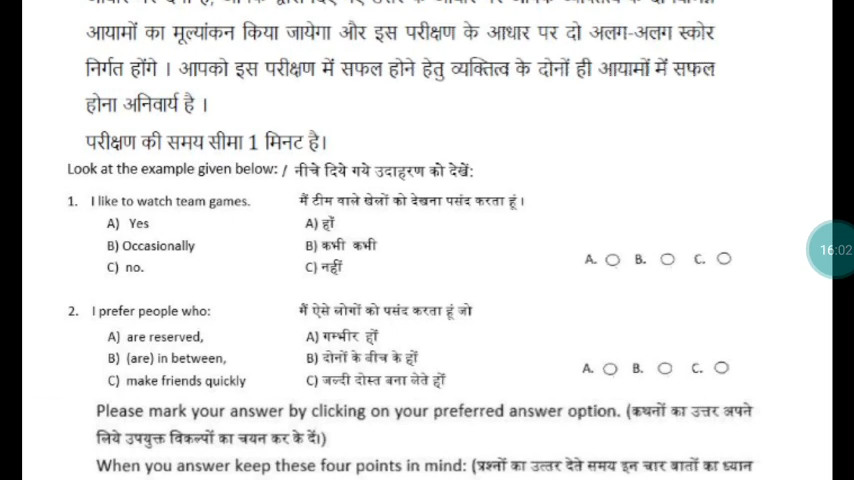 आयामों का मूल्यांकन किया जायेगा और इस परीक्षण के आधार पर दो अलग-अलग स्कोर
निर्गत होंगे । आपको इस परीक्षण में सफल होने हेतु व्यक्तित्व के दोनों ही आयामों में सफल
होना अनिवार्य है ।
परीक्षण की समय सीमा 1 मिनट है।
Look at the example given below: / नीचे दिये गये उदाहरण को देखें:
1. I like to watch team games. मैं टीम वाले खेलों को देखना पसंद करता हूं।
A) Yes A) हाँ
B) Occasionally B) कभी कभी
C) no. C) नहीं
A. B. C.
16:02
2. I prefer people who: मैं ऐसे लोगों को पसंद करता हूं जो
A) are reserved, A) गम्भीर हों
B) (are) in between, B) दोनों के बीच के हों
C) make friends quickly C) जल्दी दोस्त बना लेते हों
A. B. C.
Please mark your answer by clicking on your preferred answer option. (कथनों का उत्तर अपने
लिये उपयुक्त विकल्पों का चयन कर के दें।)
When you answer keep these four points in mind: (प्रश्नों का उत्तर देते समय इन चार बातों का ध्यान